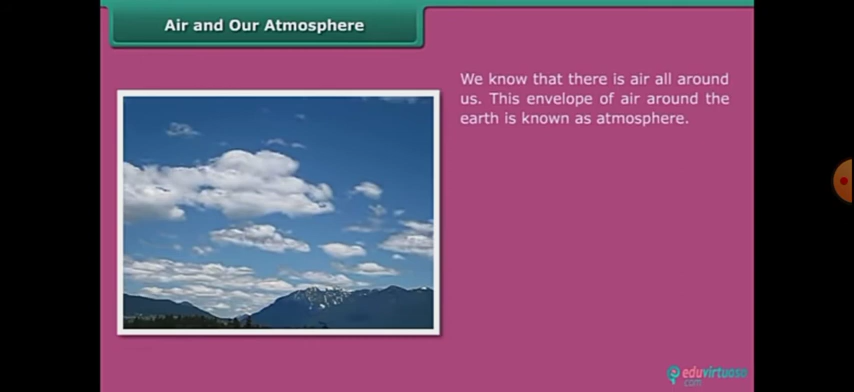 Air and Our Atmosphere
We know that there is air all around
us. This envelope of air around the
earth is known as atmosphere.
eduvirtuoso
.com